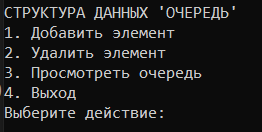 СТРУКТУРА ДАННЫХ 'ОЧЕРЕДЬ'
1. Добавить элемент
2. Удалить элемент
3. Просмотреть очередь
4. Выход
Выберите действие: